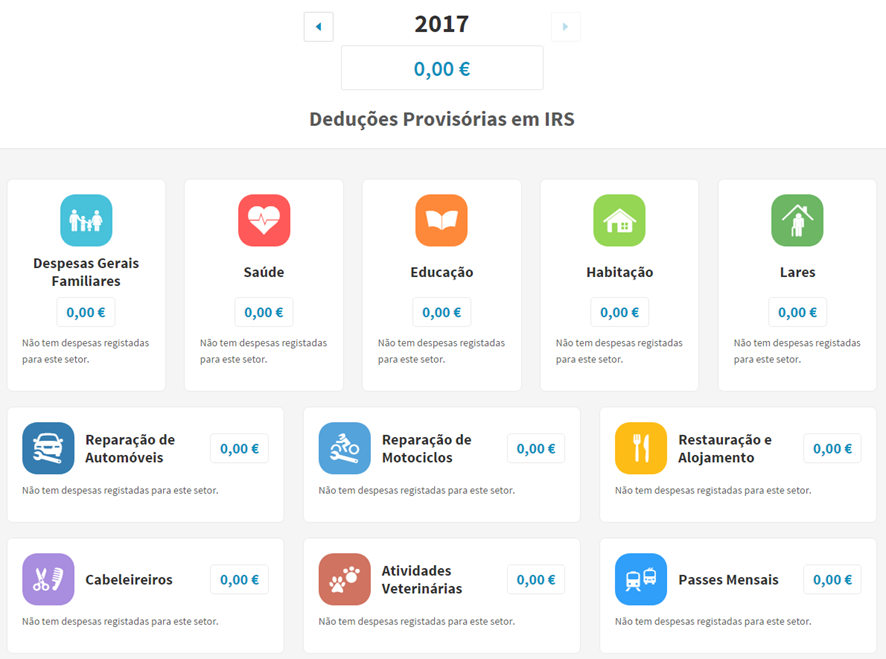 2017
0,00 €
Deduções Provisórias em IRS
Despesas Gerais
Familiares
0,00 €
Não tem despesas registadas
para este setor.
Saúde
0,00 €
Não tem despesas registadas
para este setor.
Educação
0,00 €
Não tem despesas registadas
para este setor.
Habitação
0,00 €
Não tem despesas registadas
para este setor.
Lares
0,00 €
Não tem despesas registadas
para este setor.
Reparação de
Automóveis
0,00 €
Não tem despesas registadas para este setor.
Reparação de
Motociclos
0,00 €
Não tem despesas registadas para este setor.
Restauração e
Alojamento
0,00 €
Não tem despesas registadas para este setor.
Cabeleireiros
0,00 €
Não tem despesas registadas para este setor.
Atividades
Veterinárias
0,00 €
Não tem despesas registadas para este setor.
Passes Mensais
0,00 €
Não tem despesas registadas para este setor.